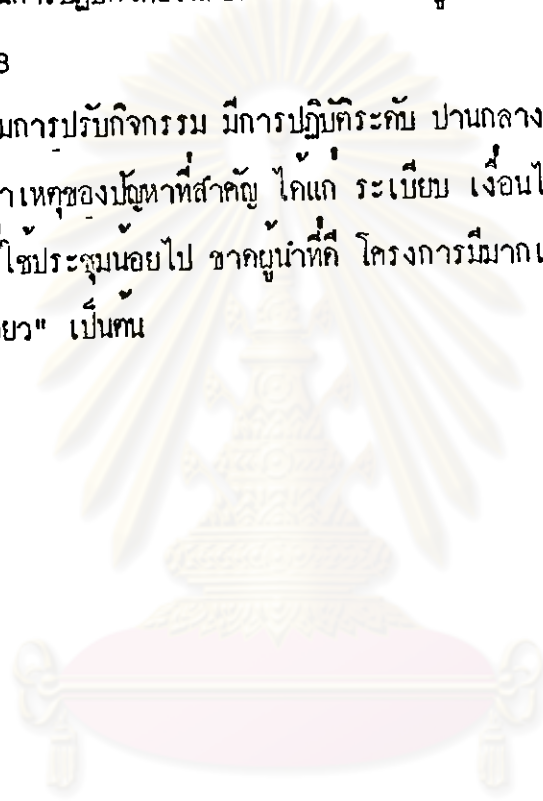 8
มการปรับกิจกรรม มีการปฏิบัติระดับ ปานกลาง
าเหตุของปัญหาที่สำคัญ ได้แก่ ระเบียบ เงื่อนไ
ใช้ประชุมน้อยไป ขาดผู้นำที่ดี โครงการมีมากเ
ยว" เป็นต้น